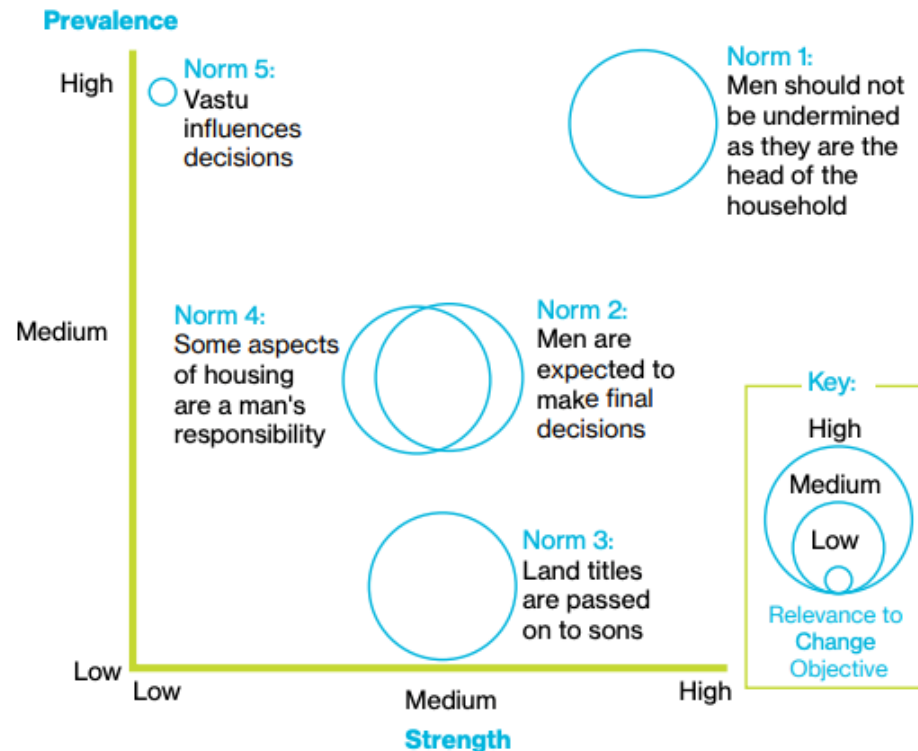 Prevalence
High
Norm 5:
Vastu
influences
decisions
Norm 1:
Men should not
be undermined
as they are the
head of the
household
Medium
Norm 4:
Some aspects
of housing
are a man's
responsibility
Norm 2:
Men are
expected to
make final
decisions
Norm 3:
Land titles
are passed
on to sons
Low
Low
Medium
High
Strength
Key:
High
Medium
Low
Relevance to
Change
Objective